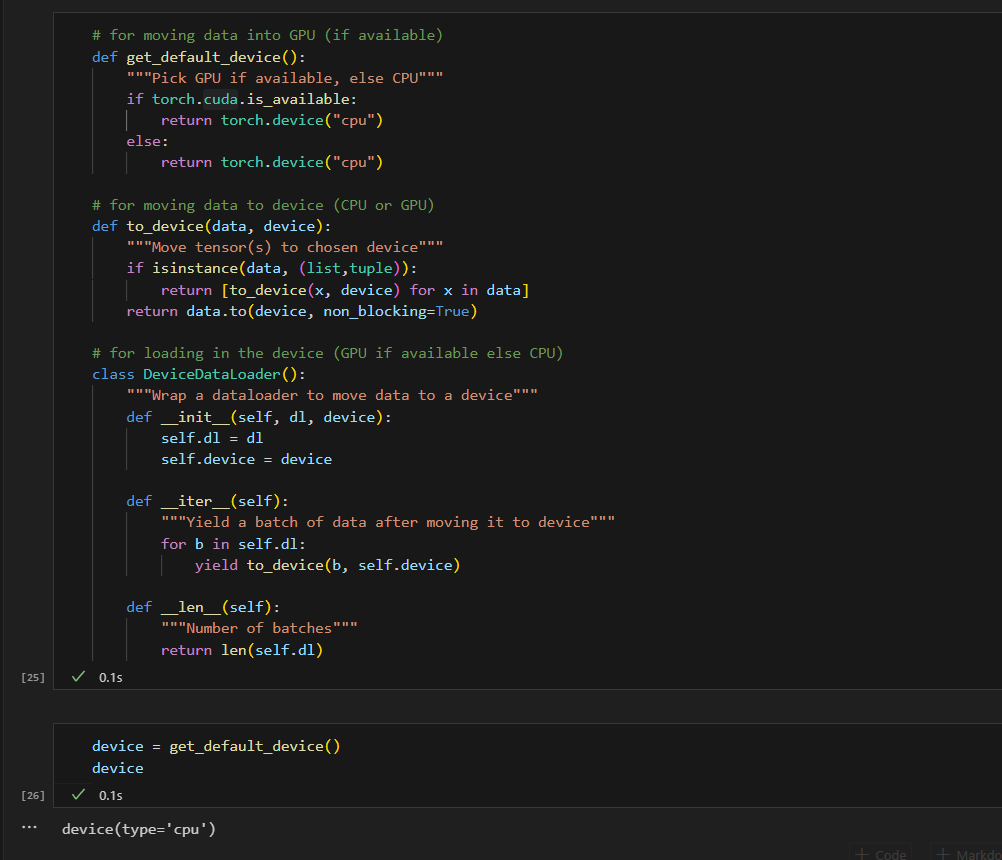 # for moving data into GPU (if available)
def get_default_device():
    """Pick GPU if available, else CPU"""
    if torch.cuda.is_available:
        return torch.device("cpu")
    else:
        return torch.device("cpu")

# for moving data to device (CPU or GPU)
def to_device(data, device):
    """Move tensor(s) to chosen device"""
    if isinstance(data, (list,tuple)):
        return [to_device(x, device) for x in data]
    return data.to(device, non_blocking=True)

# for loading in the device (GPU if available else CPU)
class DeviceDataLoader():
    """Wrap a dataloader to move data to a device"""
    def __init__(self, dl, device):
        self.dl = dl
        self.device = device

    def __iter__(self):
        """Yield a batch of data after moving it to device"""
        for b in self.dl:
            yield to_device(b, self.device)

    def __len__(self):
        """Number of batches"""
        return len(self.dl)
[25] ✓ 0.1s
device = get_default_device()
device
[26] ✓ 0.1s
... device(type='cpu')
+ Code